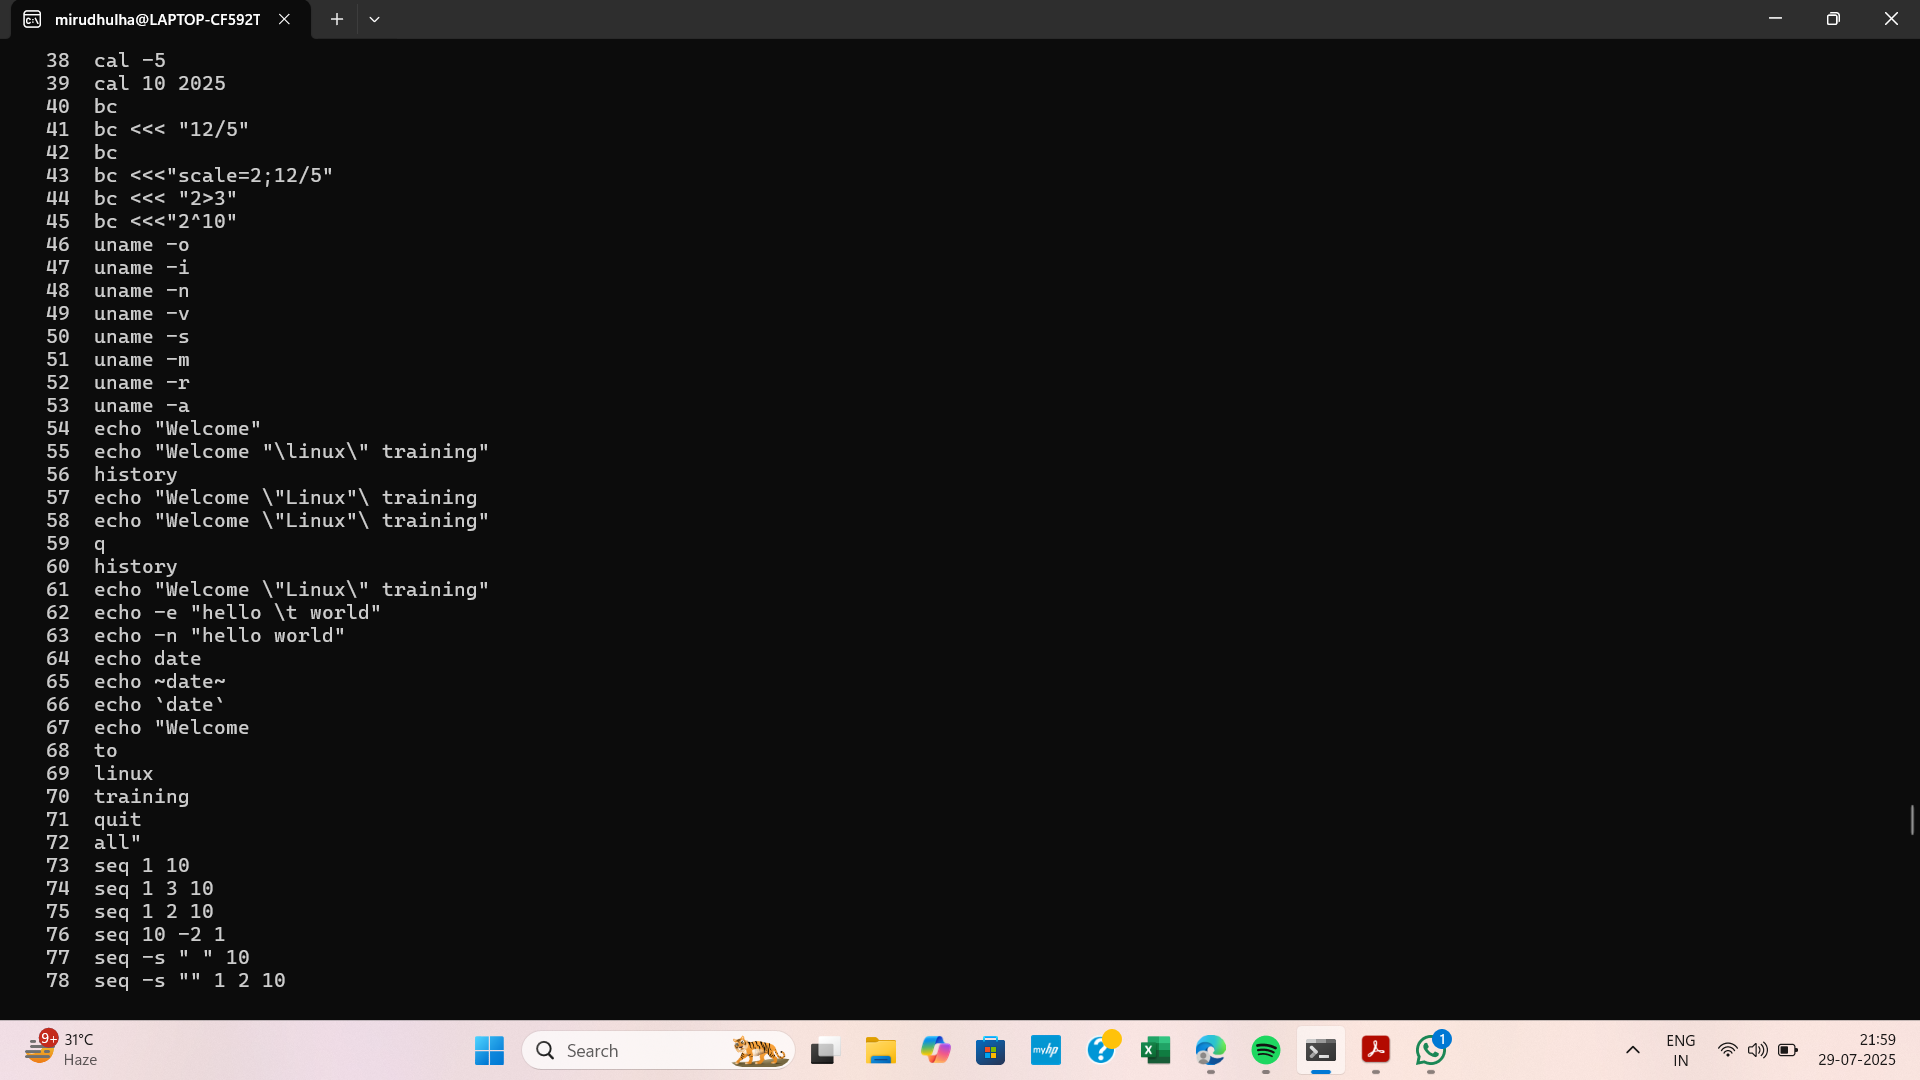 mirudhulha@LAPTOP-CF592T
38 cal -5
39 cal 10 2025
40 bc
41 bc <<< "12/5"
42 bc
43 bc <<<"scale=2;12/5"
44 bc <<< "2>3"
45 bc <<<"2^10"
46 uname -o
47 uname -i
48 uname -n
49 uname -v
50 uname -s
51 uname -m
52 uname -r
53 uname -a
54 echo "Welcome"
55 echo "Welcome "\linux\" training"
56 history
57 echo "Welcome \"Linux"\ training
58 echo "Welcome \"Linux"\ training"
59 q
60 history
61 echo "Welcome \"Linux\" training"
62 echo -e "hello \t world"
63 echo -n "hello world"
64 echo date
65 echo ~date~
66 echo `date`
67 echo "Welcome
68 to
69 linux
70 training
71 quit
72 all"
73 seq 1 10
74 seq 1 3 10
75 seq 1 2 10
76 seq 10 -2 1
77 seq -s " " 10
78 seq -s "" 1 2 10
9+
31°C
Haze
Search
myhp
1
ENG
IN
21:59
29-07-2025